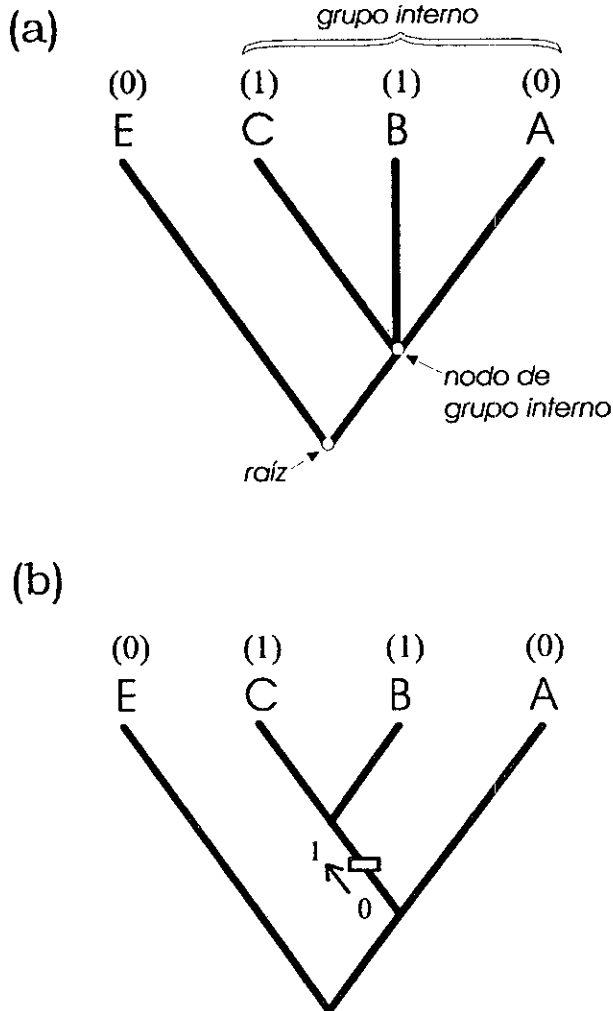 (a)
grupo interno
(0) (1) (1) (0)
E C B A
nodo de
grupo interno
raíz
(b)
(0) (1) (1) (0)
E C B A
1
0